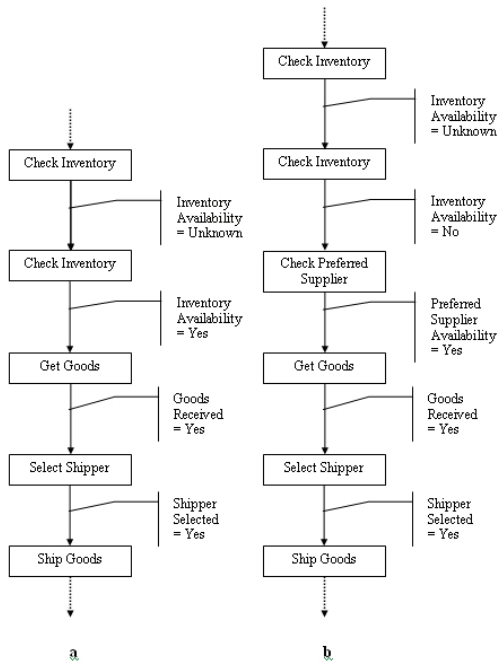 Check Inventory
Inventory
Availability
= Unknown
Check Inventory
Inventory
Availability
= Yes
Get Goods
Goods
Received
= Yes
Select Shipper
Shipper
Selected
= Yes
Ship Goods
a
Check Inventory
Inventory
Availability
= Unknown
Check Inventory
Inventory
Availability
= No
Check Preferred
Supplier
Preferred
Supplier
Availability
= Yes
Get Goods
Goods
Received
= Yes
Select Shipper
Shipper
Selected
= Yes
Ship Goods
b